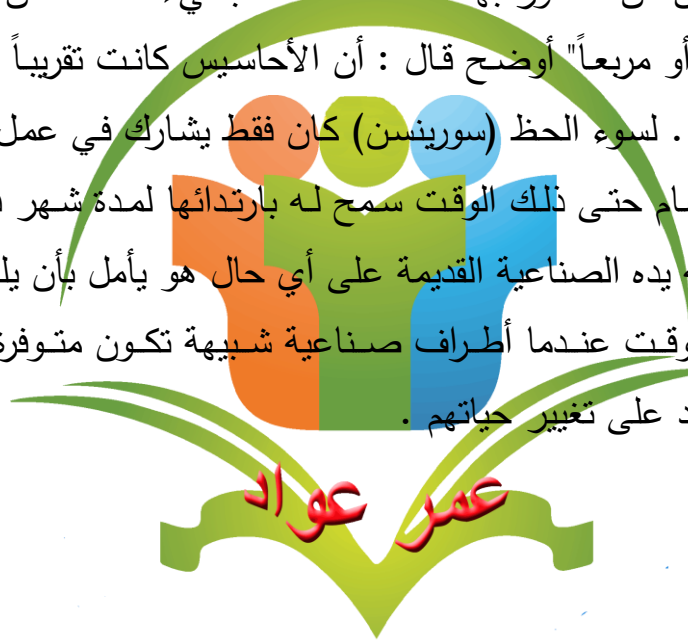 أو مربعاً" أوضح قال : أن الأحاسيس كانت تقريباً
. لسوء الحظ (سورينسن) كان فقط يشارك في عمل
حتى ذلك الوقت سمح له بارتدائها لمدة شهر
يده الصناعية القديمة على أي حال هو يأمل بأن
عندما أطراف صناعية شبيهة تكون متوفرة
على تغيير حياتهم .
عمر عواد